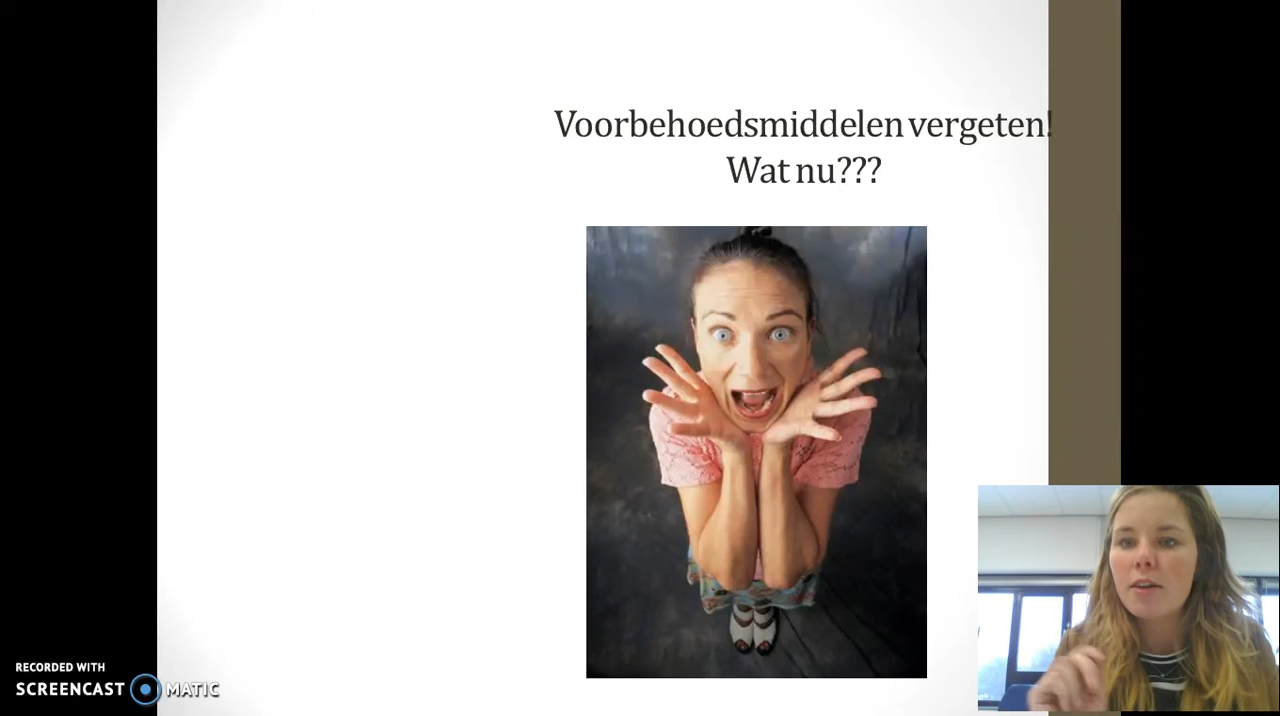 Voorbehoedsmiddelen vergeten!
Wat nu???
RECORDED WITH
SCREENCAST MATIC